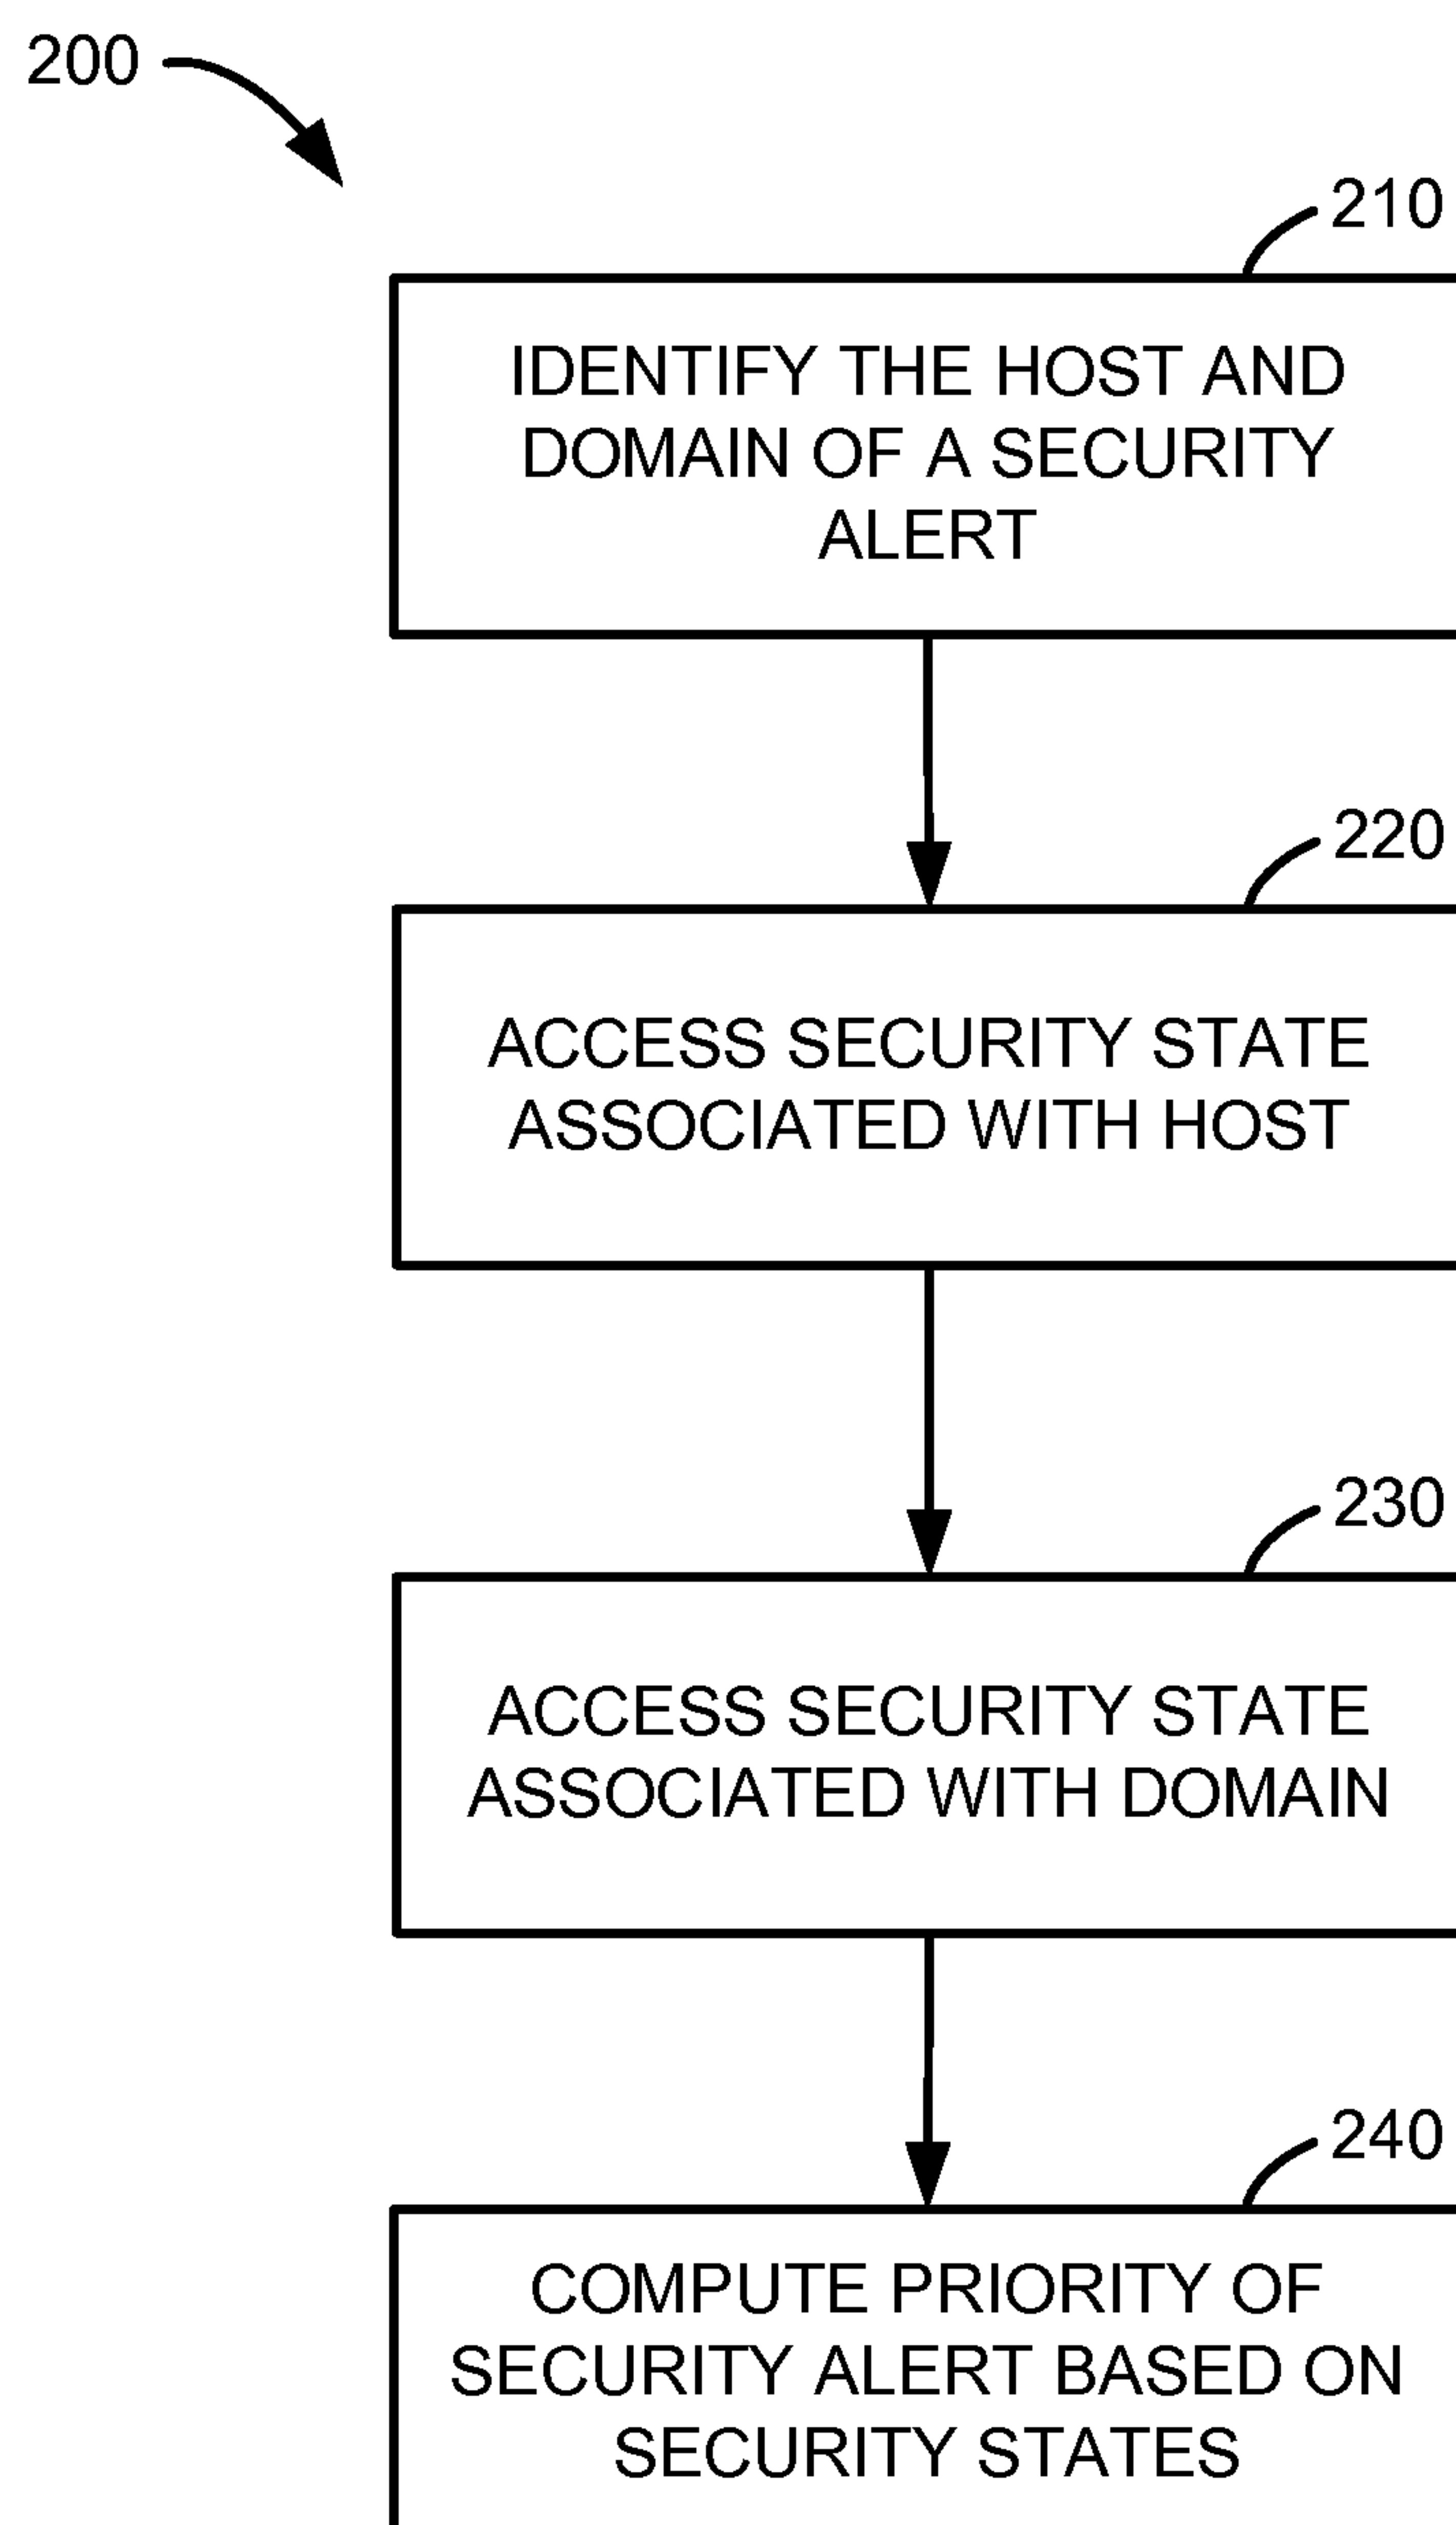 200
210
IDENTIFY THE HOST AND
DOMAIN OF A SECURITY
ALERT
220
ACCESS SECURITY STATE
ASSOCIATED WITH HOST
230
ACCESS SECURITY STATE
ASSOCIATED WITH DOMAIN
240
COMPUTE PRIORITY OF
SECURITY ALERT BASED ON
SECURITY STATES